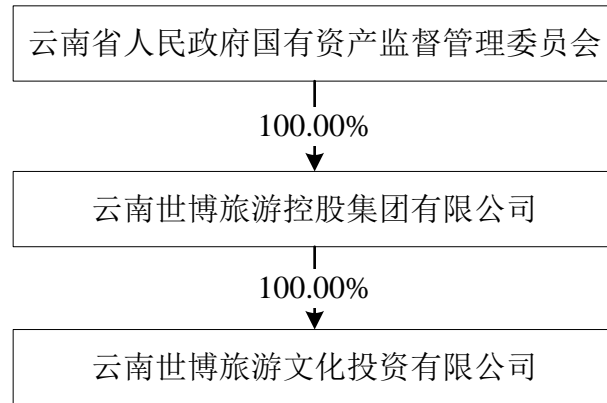 云南省人民政府国有资产监督管理委员会
100.00%
云南世博旅游控股集团有限公司
100.00%
云南世博旅游文化投资有限公司